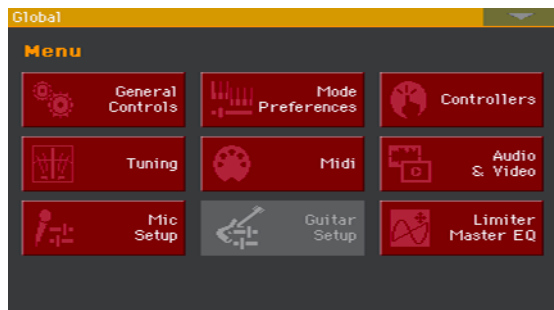 Global
Menu
General
Controls
Mode
Preferences
Controllers
Tuning
Midi
Audio
& Video
Mic
Setup
Guitar
Setup
Limiter
Master EQ